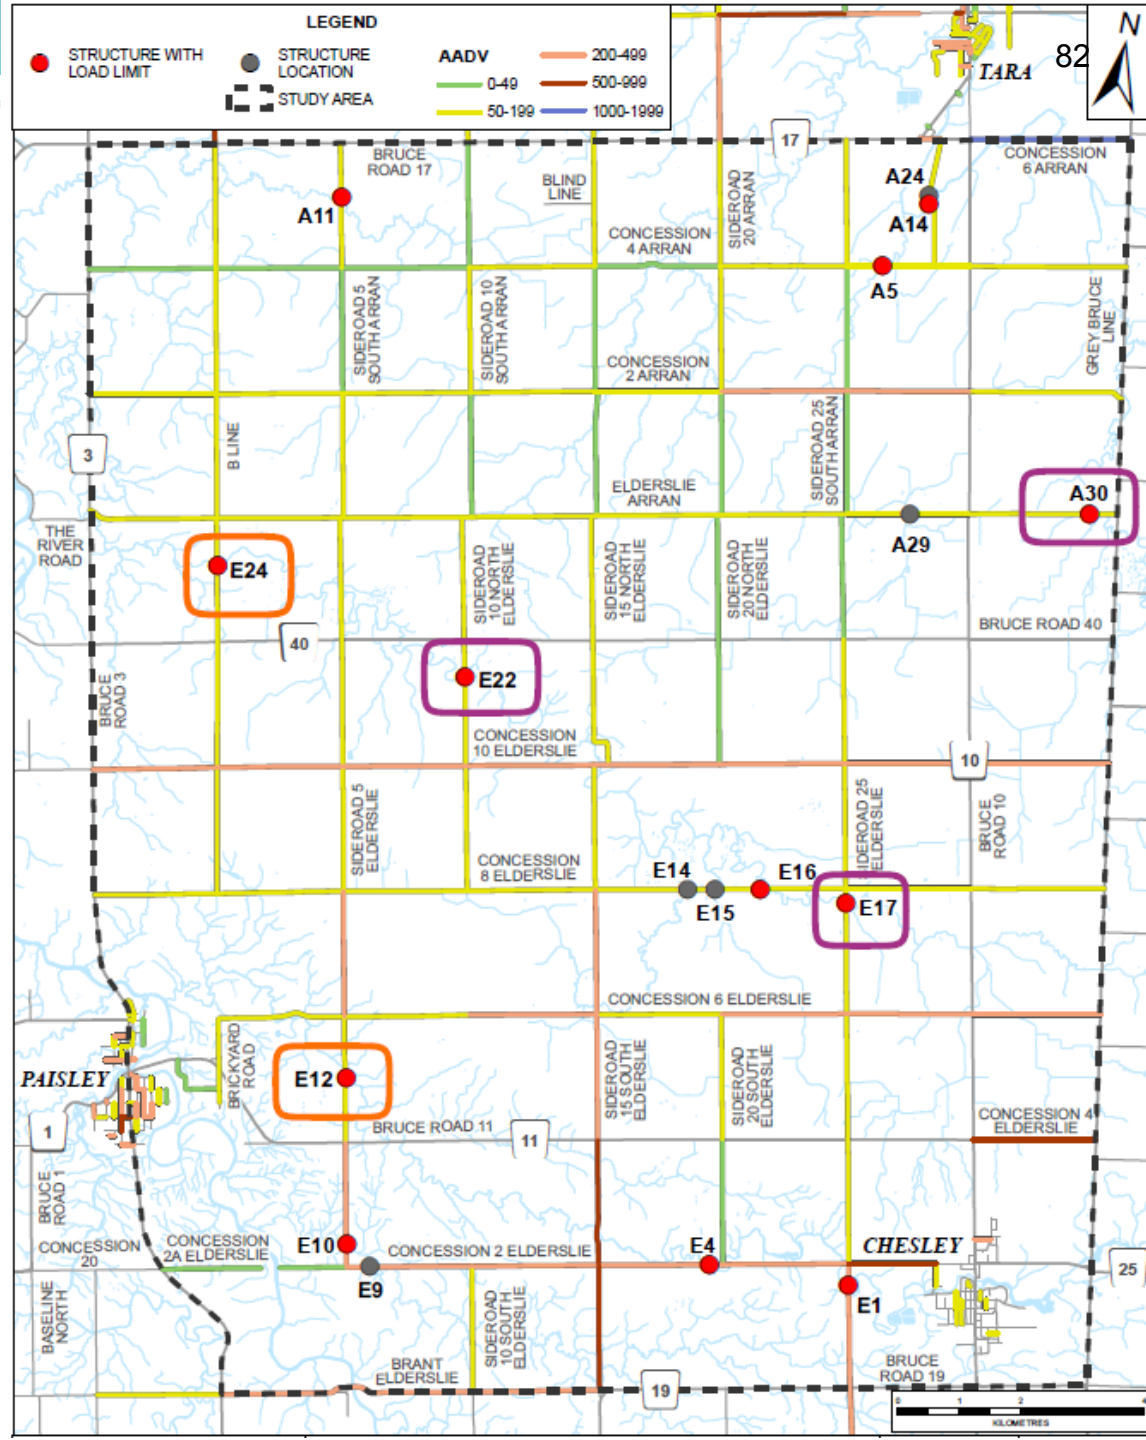 LEGEND
STRUCTURE WITH
LOAD LIMIT
STRUCTURE
LOCATION
STUDY AREA
AADV
0-49
50-199
200-499
500-999
1000-1999
82
N
TARA
17
BRUCE
ROAD 17
CONCESSION
6 ARRAN
A11
BLIND
LINE
SIDEROAD
20 ARRAN
A24
A14
CONCESSION
4 ARRAN
A5
SIDEROAD 5
SOUTH ARRAN
SIDEROAD 10
SOUTH ARRAN
GREY BRUCE
LINE
CONCESSION
2 ARRAN
3
B LINE
SIDEROAD 25
SOUTH ARRAN
ELDERSLIE
ARRAN
A30
A29
THE
RIVER
ROAD
E24
SIDEROAD
10 NORTH
ELDERSLIE
SIDEROAD
15 NORTH
ELDERSLIE
SIDEROAD
20 NORTH
ELDERSLIE
40
BRUCE ROAD 40
E22
BRUCE
ROAD 3
CONCESSION
10 ELDERSLIE
10
SIDEROAD 5
ELDERSLIE
SIDEROAD 25
ELDERSLIE
BRUCE
ROAD 10
CONCESSION
8 ELDERSLIE
E14
E15
E16
E17
CONCESSION 6 ELDERSLIE
PAISLEY
BRICKYARD
ROAD
E12
SIDEROAD
15 SOUTH
ELDERSLIE
SIDEROAD
20 SOUTH
ELDERSLIE
1
BRUCE ROAD 11
11
CONCESSION 4
ELDERSLIE
BRUCE
ROAD 1
CONCESSION
20
CONCESSION
2A ELDERSLIE
E10
CONCESSION 2 ELDERSLIE
E9
E4
CHESLEY
25
E1
BASELINE
NORTH
SIDEROAD
10 SOUTH
ELDERSLIE
BRANT
ELDERSLIE
19
BRUCE
ROAD 19
0 1 2 4
KILOMETRES